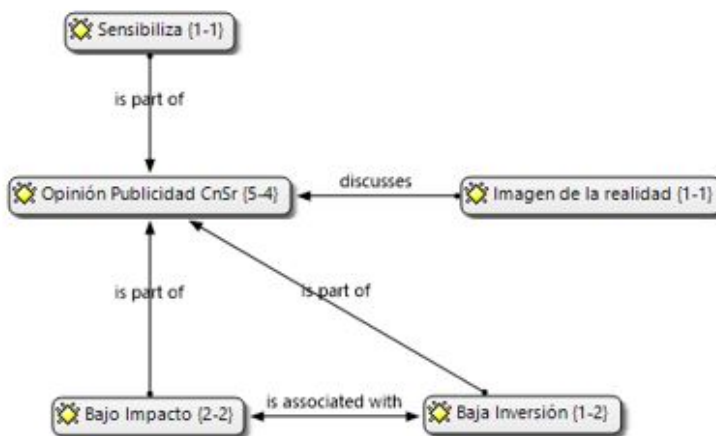 Sensibiliza {1-1}
is part of
Opinión Publicidad CnSr {5-4}
discusses
Imagen de la realidad {1-1}
is part of
is part of
Bajo Impacto {2-2}
is associated with
Baja Inversión {1-2}